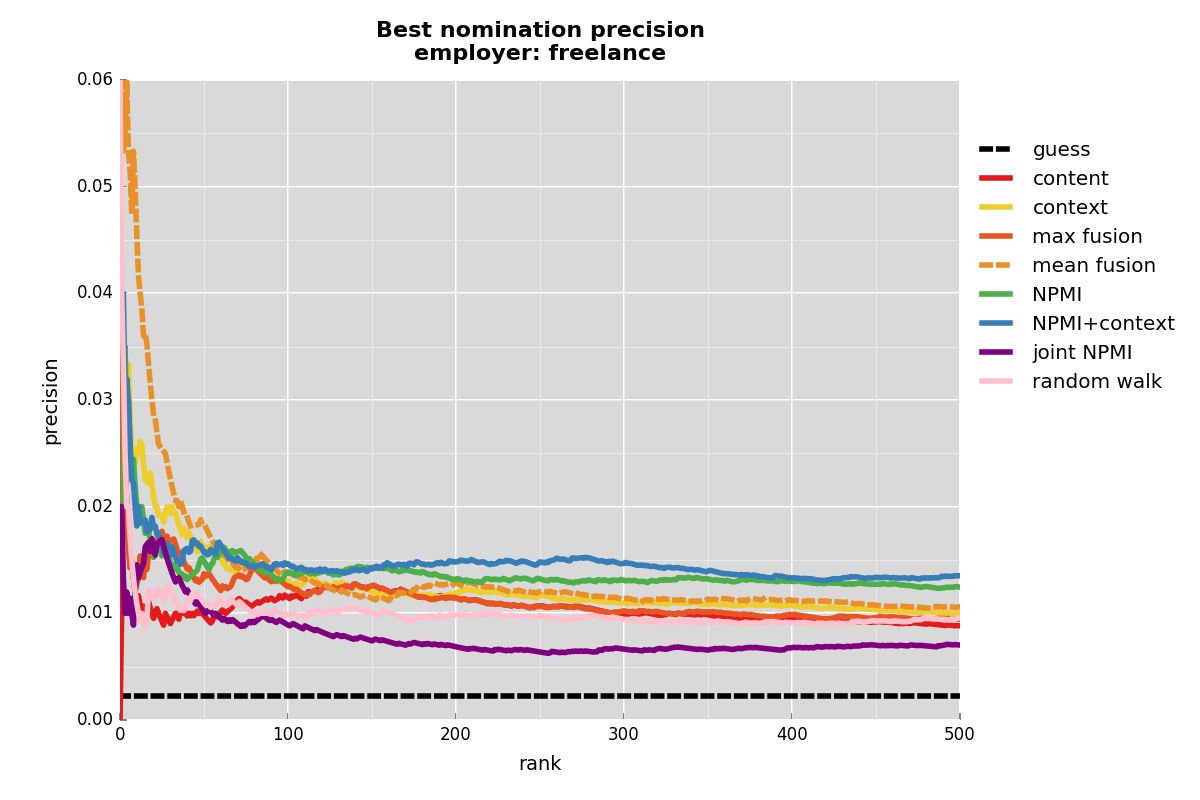 Best nomination precision
employer: freelance
0.06
0.05
0.04
0.03
0.02
0.01
0.00
precision
0
100
200
300
400
500
rank
guess
content
context
max fusion
mean fusion
NPMI
NPMI+context
joint NPMI
random walk